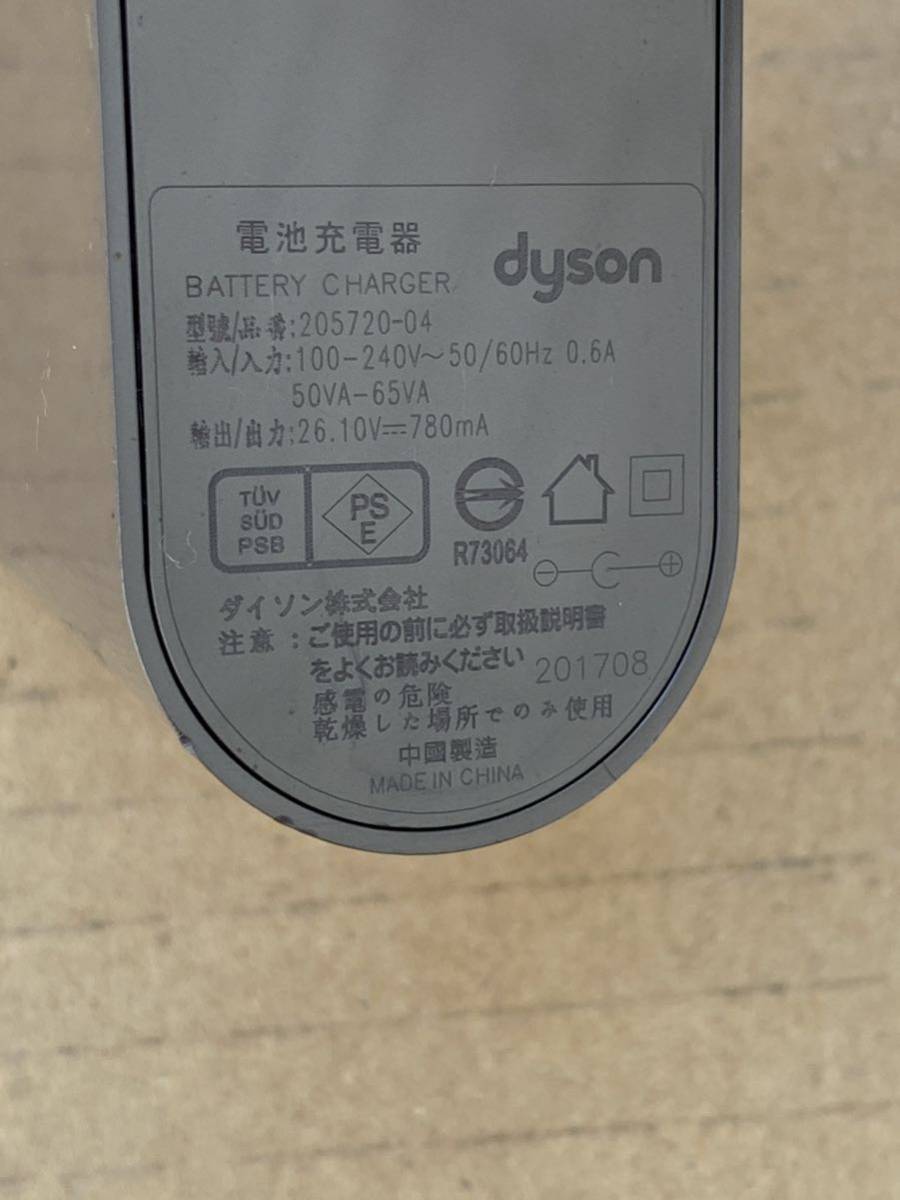 電池充電器
dyson
BATTERY CHARGER
型號/品番:205720-04
輸入/入力:100-240V～50/60Hz 0.6A
50VA-65VA
輸出/出力:26.10V⎓780mA
TÜV
SÜD
PSB
PS
E
R73064
ダイソン株式会社
注意：ご使用の前に必ず取扱説明書
をよくお読みください
201708
感電の危険
乾燥した場所でのみ使用
中國製造
MADE IN CHINA